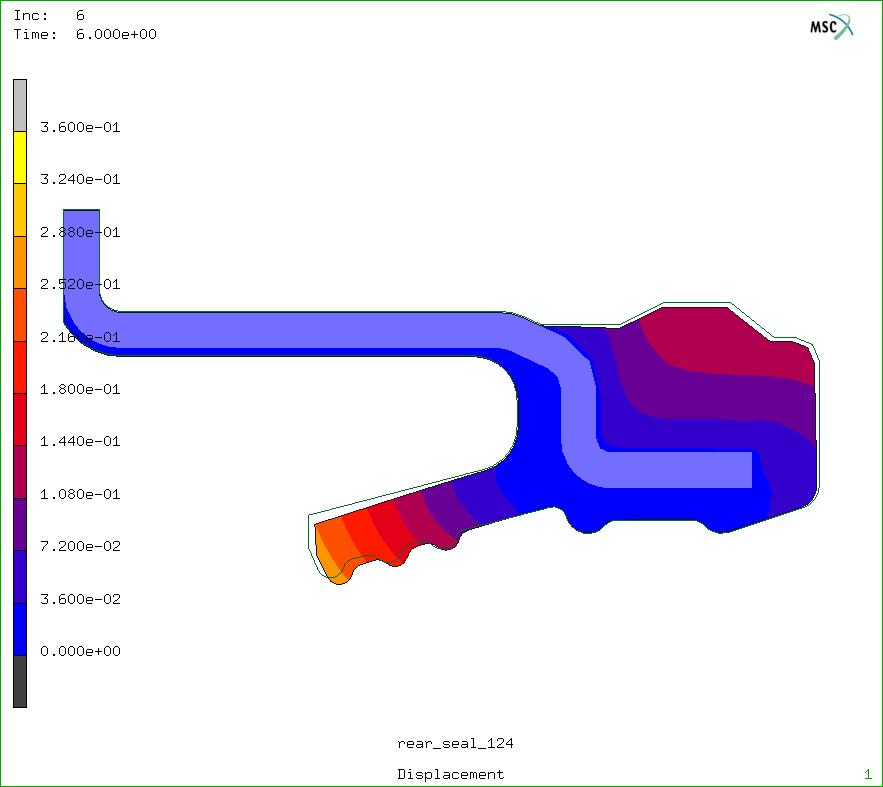 Inc: 6
Time: 6.000e+00
MSC
3.600e-01
3.240e-01
2.880e-01
2.520e-01
2.160e-01
1.800e-01
1.440e-01
1.080e-01
7.200e-02
3.600e-02
0.000e+00
rear_seal_124
Displacement
1